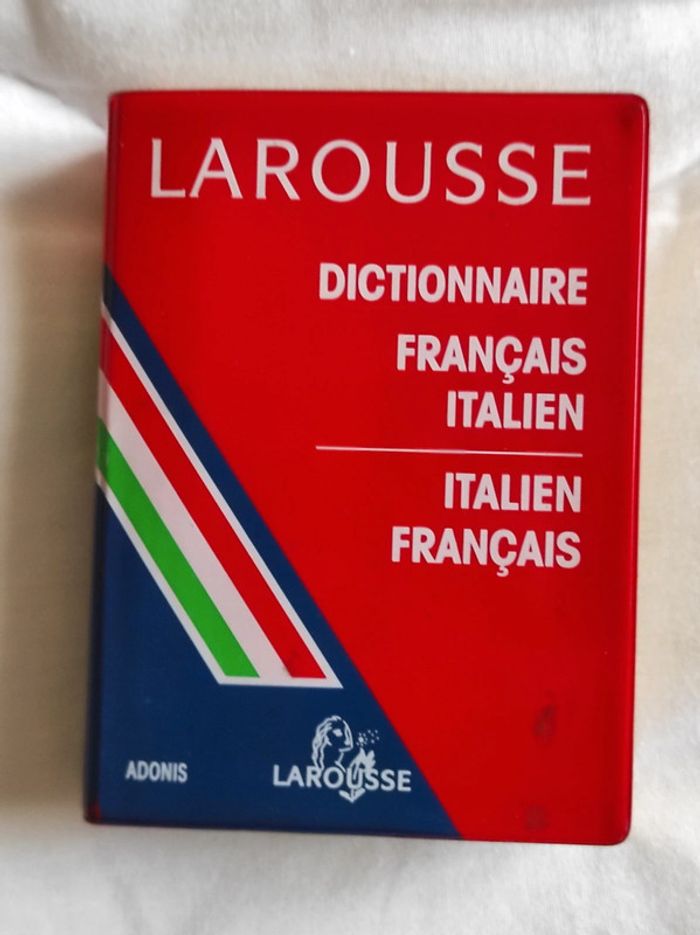 LAROUSSE
DICTIONNAIRE
FRANÇAIS
ITALIEN
ITALIEN
FRANÇAIS
ADONIS
LAROUSSE